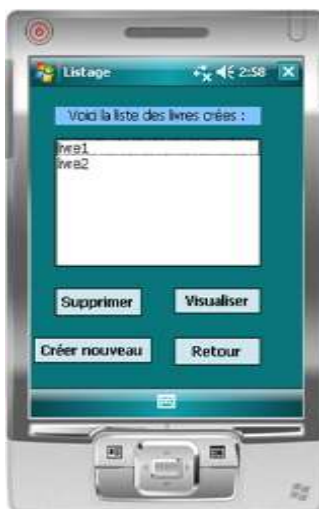 Listage 2:58
Voici la liste des livres crées :
livre1
livre2
Supprimer Visualiser
Créer nouveau Retour